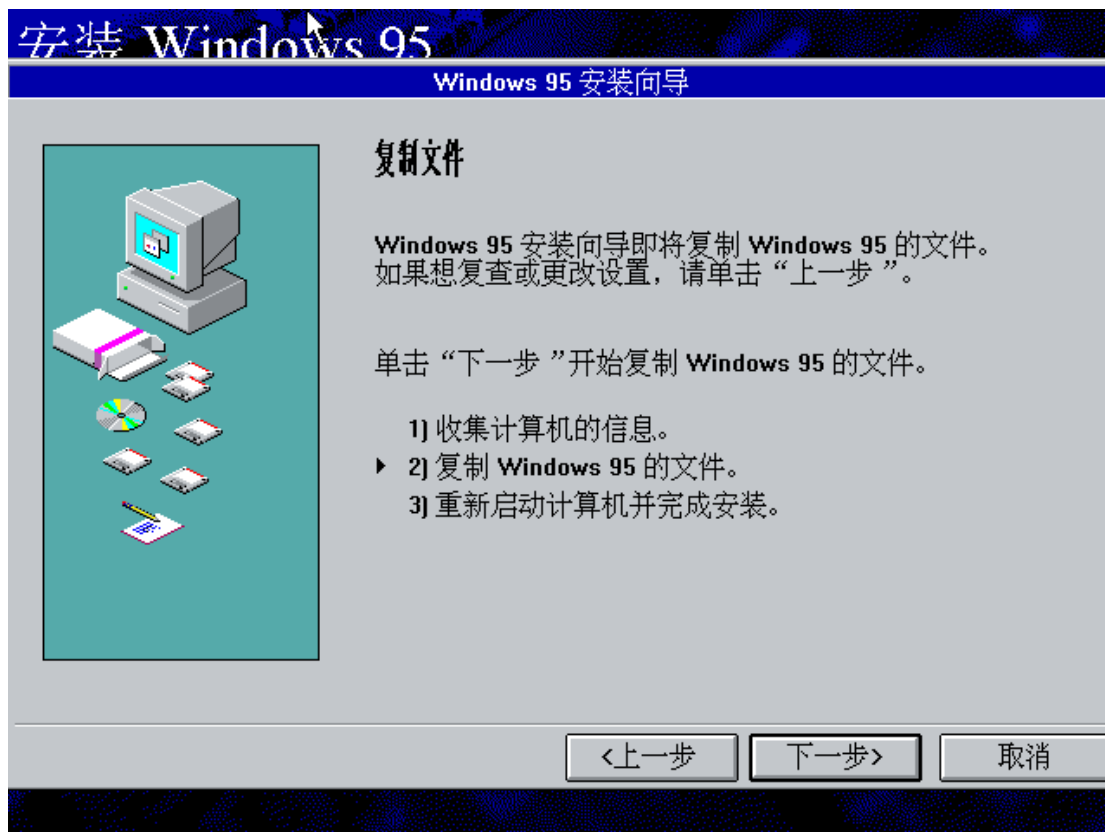 安装 Windows 95
Windows 95 安装向导
复制文件
Windows 95 安装向导即将复制 Windows 95 的文件。
如果想复查或更改设置，请单击“上一步 ”。
单击“下一步 ”开始复制 Windows 95 的文件。
1) 收集计算机的信息。
2) 复制 Windows 95 的文件。
3) 重新启动计算机并完成安装。
<上一步 下一步> 取消